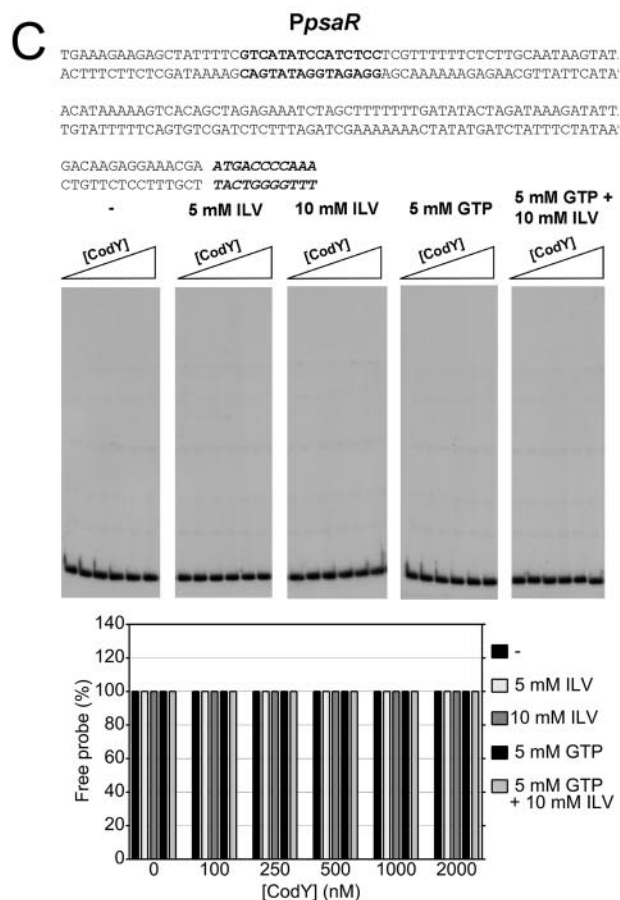 C
PpsaR
TGAAAGAAGAGCTATTTTCGTCATATCCATCTCCTCGTTTTTTCTCTTGCAATAAGTAT
ACTTTCTTCTCGATAAAAGCAGTATAGGTAGAGGAGCAAAAAAGAGAACGTTATTCATA
ACATAAAAAGTCACAGCTAGAGAAATCTAGCTTTTTTTGATATACTAGATAAAGATATT
TGTATTTTTCAGTGTCGATCTCTTTAGATCGAAAAAAACTATATGATCTATTTCTATAA
GACAAGAGGAAACGA ATGACCCCAAA
CTGTTCTCCTTTGCT TACTGGGGTTT
- 5 mM ILV 10 mM ILV 5 mM GTP 5 mM GTP + 10 mM ILV
[CodY] [CodY] [CodY] [CodY] [CodY]
140
120
100
80
60
40
20
0
Free probe (%)
0 100 250 500 1000 2000
[CodY] (nM)
-
5 mM ILV
10 mM ILV
5 mM GTP
5 mM GTP
+ 10 mM ILV